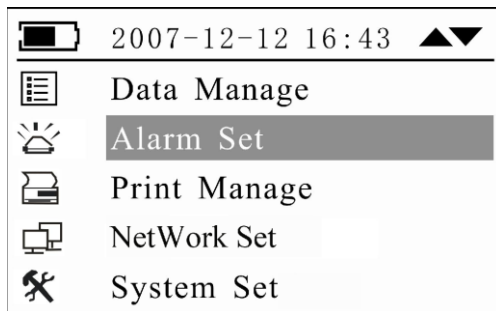 2007-12-12 16:43
Data Manage
Alarm Set
Print Manage
NetWork Set
System Set